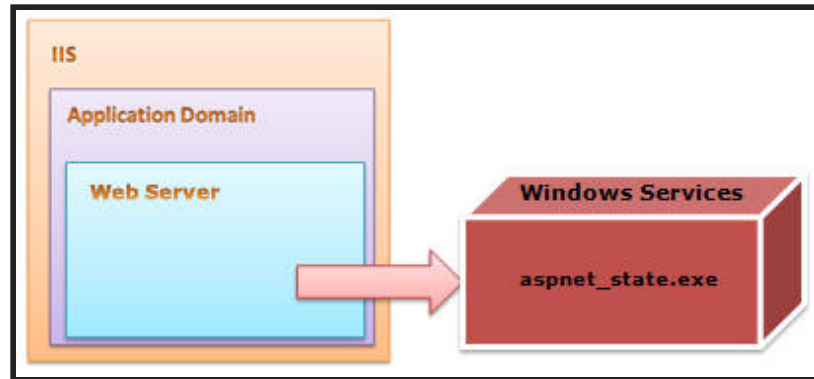 IIS
Application Domain
Web Server
Windows Services
aspnet_state.exe